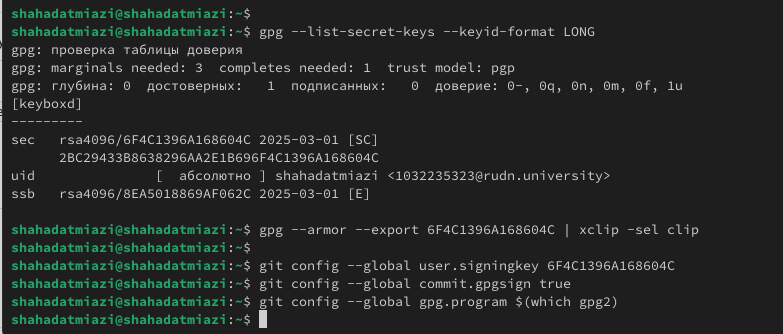 shahadatmiazi@shahadatmiazi:~$
shahadatmiazi@shahadatmiazi:~$ gpg --list-secret-keys --keyid-format LONG
gpg: проверка таблицы доверия
gpg: marginals needed: 3  completes needed: 1  trust model: pgp
gpg: глубина: 0  достоверных:   1  подписанных:   0  доверие: 0-, 0q, 0n, 0m, 0f, 1u
[keyboxd]
---------
sec   rsa4096/6F4C1396A168604C 2025-03-01 [SC]
      2BC29433B8638296AA2E1B696F4C1396A168604C
uid              [  абсолютно ] shahadatmiazi <1032235323@rudn.university>
ssb   rsa4096/8EA5018869AF062C 2025-03-01 [E]

shahadatmiazi@shahadatmiazi:~$ gpg --armor --export 6F4C1396A168604C | xclip -sel clip
shahadatmiazi@shahadatmiazi:~$
shahadatmiazi@shahadatmiazi:~$ git config --global user.signingkey 6F4C1396A168604C
shahadatmiazi@shahadatmiazi:~$ git config --global commit.gpgsign true
shahadatmiazi@shahadatmiazi:~$ git config --global gpg.program $(which gpg2)
shahadatmiazi@shahadatmiazi:~$